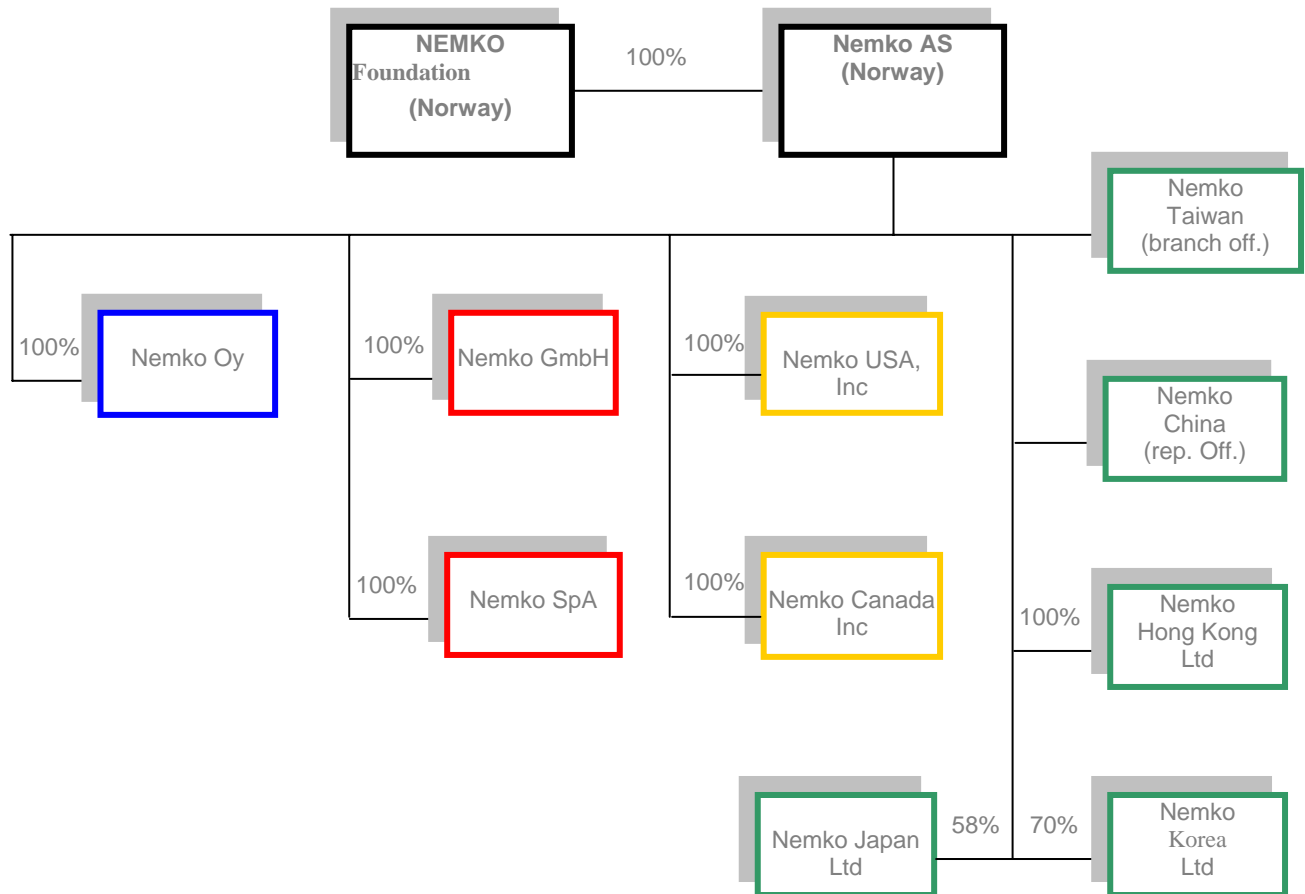 NEMKO
Foundation
(Norway)
100%
Nemko AS
(Norway)
Nemko
Taiwan
(branch off.)
100%
Nemko Oy
100%
Nemko GmbH
100%
Nemko USA,
Inc
Nemko
China
(rep. Off.)
100%
Nemko SpA
100%
Nemko Canada
Inc
100%
Nemko
Hong Kong
Ltd
Nemko Japan
Ltd
58%
70%
Nemko
Korea
Ltd